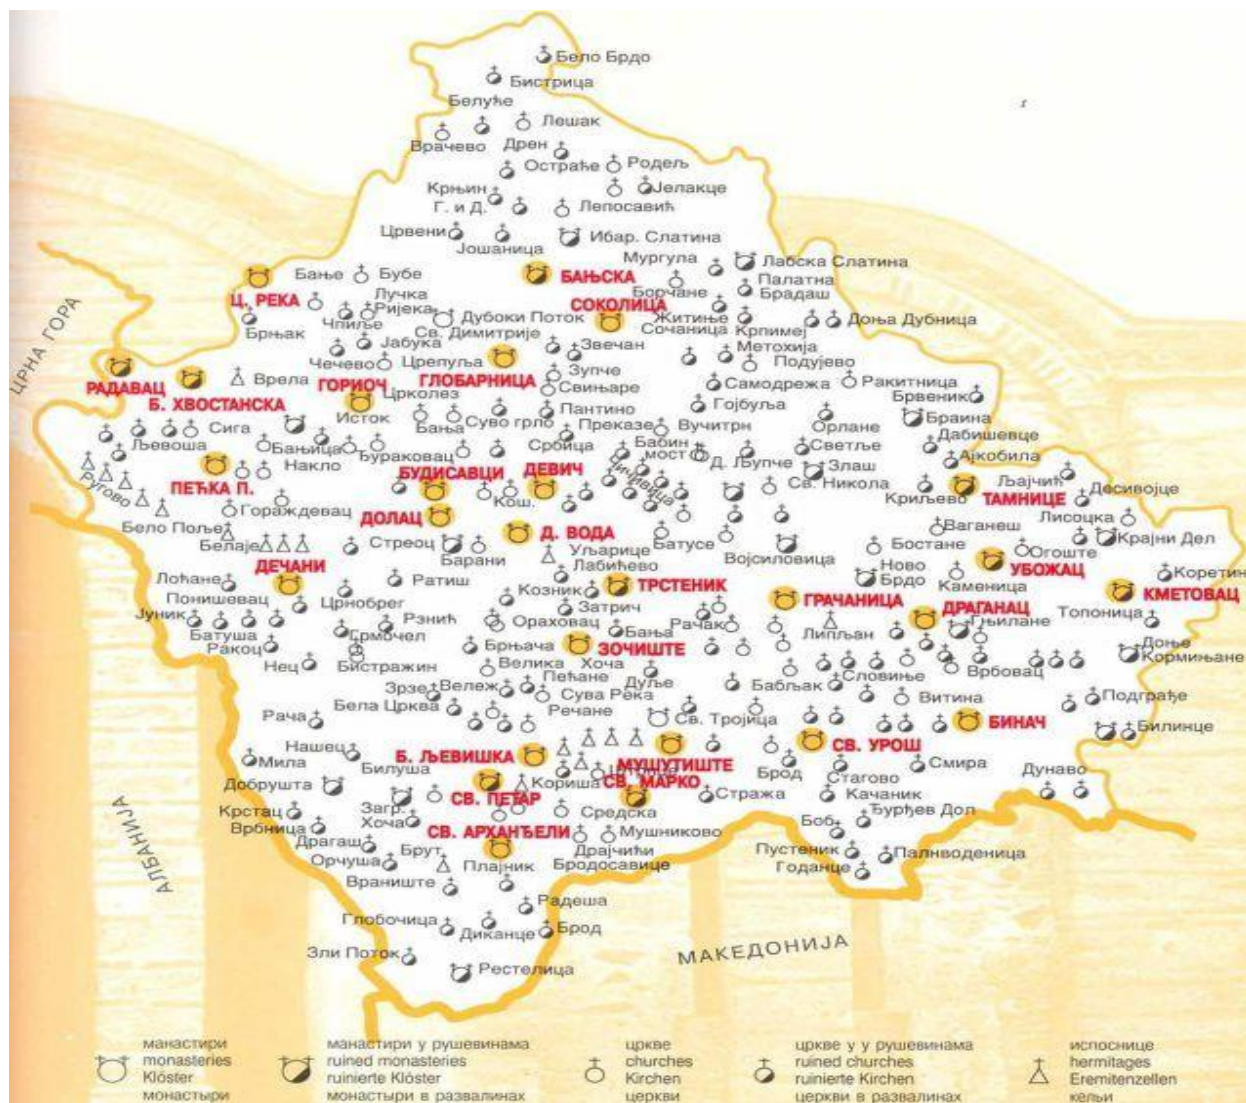 Бело Брдо
Бистрица
Белуће
Лешак
Врачево
Дрен
Остраће
Родељ
Крњин
Јелакце
Г. и Д.
Лепосавић
Црвени
Ибар. Слатина
Јошаница
Мургула
Лабска Слатина
Бање
Бубе
БАЊСКА
Палатна
Борчане
Брадаш
Ц. РЕКА
Лучка
СОКОЛИЦА
Ријека
Дубоки Поток
Житиње
Чпиље
Св. Димитрије
Сочаница
Крпимеј
Доња Дубница
Брњак
Јабука
Звечан
Метохија
Чечево
Црепуља
Подујево
ЦРНА ГОРА
Зупче
РАДАВАЦ
Врела
ГОРИОЧ
ГЛОБАРНИЦА
Свињаре
Самодрежа
Ракитница
Б. ХВОСТАНСКА
Црколез
Брвеник
Исток
Пантино
Гојбуља
Браина
Сига
Бања
Суво грло
Преказе
Вучитрн
Орлане
Дабишевце
Љевоша
Бањица
Ђураковац
Србица
Бабин
мост
Светље
Накло
Д. Љупче
Злаш
Ајкобила
БУДИСАВЦИ
ДЕВИЧ
Св. Никола
Љајчић
ПЕЋКА П.
Десивојце
Ругово
Кош.
Криљево
ТАМНИЦЕ
Гораждевац
ДОЛАЦ
Лисоцка
Бело Поље
Д. ВОДА
Батусе
Ваганеш
Белаје
Стреоц
Уљарице
Бостане
Огоште
Крајни Дел
Барани
Лабићево
Војсиловица
ДЕЧАНИ
Ново
Брдо
УБОЖАЦ
Лоћане
Ратиш
Козник
ТРСТЕНИК
Каменица
Коретин
Понишевац
Црнобрег
Затрич
ГРАЧАНИЦА
ДРАГАНАЦ
КМЕТОВАЦ
Јуник
Рзнић
Ораховац
Бања
Рачак
Липљан
Гњилане
Топоница
Батуша
Грмочел
Брњача
ЗОЧИШТЕ
Доње
Кормињане
Ракоц
Нец
Бистражин
Велика
Хоча
Врбовац
Пећане
Дуље
Бабљак
Словиње
Зрзе
Вележ
Сува Река
Витина
Подграђе
Бела Црква
Речане
Св. Тројица
БИНАЧ
Рача
Билинце
Нашец
Б. ЉЕВИШКА
СВ. УРОШ
Мила
Билуша
МУШУТИШТЕ
Брод
Смира
Добрушта
Кориша
СВ. МАРКО
Стагово
Дунаво
СВ. ПЕТАР
Стража
Качаник
Крстац
Загр.
Хоча
Средска
Ђурђев Дол
Врбница
СВ. АРХАНЂЕЛИ
Мушниково
Боб
Драгаш
Брут
Драјчићи
Пустеник
Палнводеница
Орчуша
Плајник
Бродосавице
Годанце
АЛБАНИЈА
Враниште
Радеша
Глобочица
Диканце
Брод
МАКЕДОНИЈА
Зли Поток
Рестелица
манастири
monasteries
Klöster
монастыри
манастири у рушевинама
ruined monasteries
ruinierte Klöster
монастыри в развалинах
цркве
churches
Kirchen
церкви
цркве у у рушевинама
ruined churches
ruinierte Kirchen
церкви в развалинах
испоснице
hermitages
Eremitenzellen
кельи